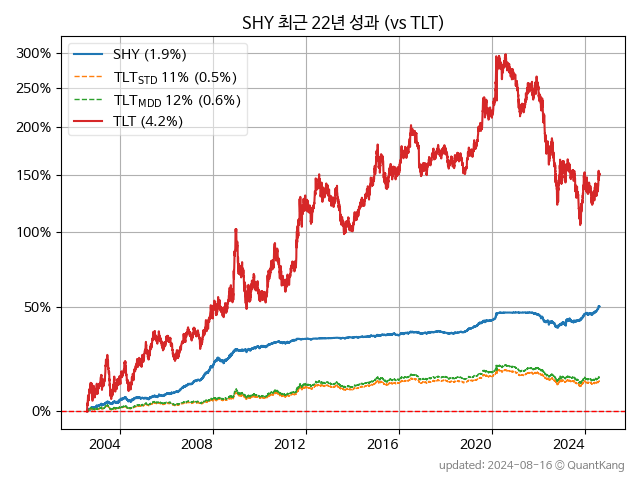 SHY 최근 22년 성과 (vs TLT)
SHY (1.9%)
TLT_STD 11% (0.5%)
TLT_MDD 12% (0.6%)
TLT (4.2%)
300%
250%
200%
150%
100%
50%
0%
2004 2008 2012 2016 2020 2024
updated: 2024-08-16 © QuantKang